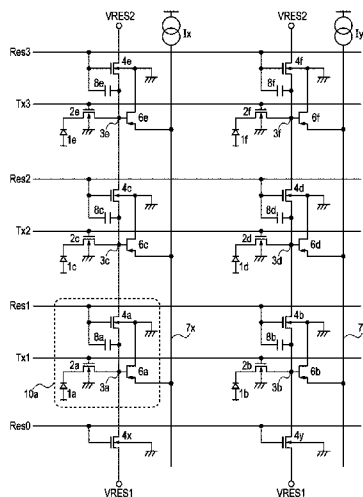 VRES2 Ix VRES2 Iy
Res3
4e 4f
8e 8f
Tx3
2e 6e 2f 6f
1e 3e 1f 3f
Res2
4c 4d
8c 8d
Tx2
2c 6c 2d 6d
1c 3c 1d 3d
Res1
4a 7x 4b 7
8a 8b
Tx1
2a 6a 2b 6b
10a 1a 3a 1b 3b
Res0
4x 4y
VRES1 VRES1